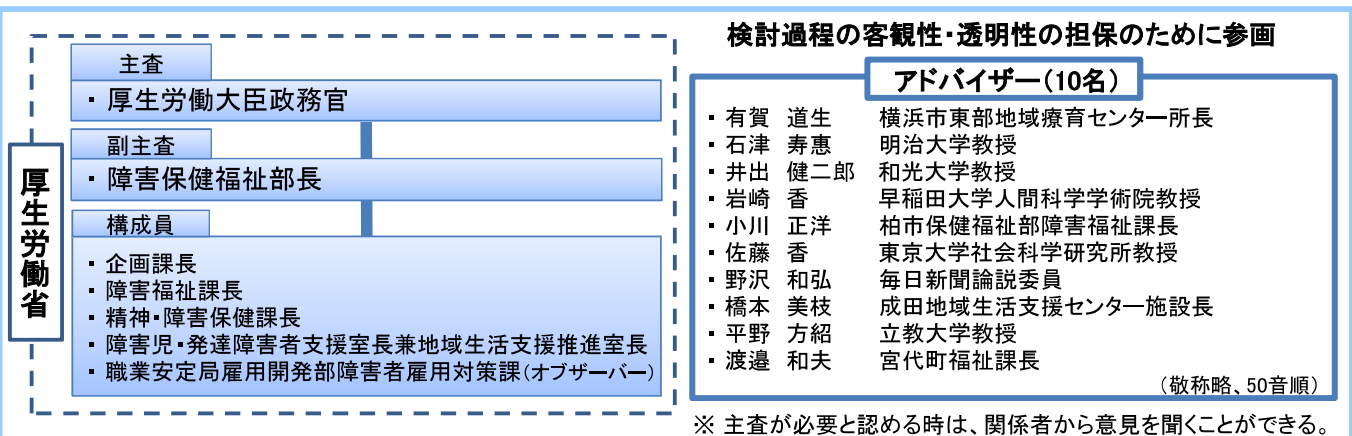 厚生労働省
主査
・ 厚生労働大臣政務官
副主査
・ 障害保健福祉部長
構成員
・ 企画課長
・ 障害福祉課長
・ 精神・障害保健課長
・ 障害児・発達障害者支援室長兼地域生活支援推進室長
・ 職業安定局雇用開発部障害者雇用対策課(オブザーバー)
検討過程の客観性・透明性の担保のために参画
アドバイザー(10名)
・ 有賀 道生 横浜市東部地域療育センター所長
・ 石津 寿惠 明治大学教授
・ 井出 健二郎 和光大学教授
・ 岩崎 香 早稲田大学人間科学学術院教授
・ 小川 正洋 柏市保健福祉部障害福祉課長
・ 佐藤 香 東京大学社会科学研究所教授
・ 野沢 和弘 毎日新聞論説委員
・ 橋本 美枝 成田地域生活支援センター施設長
・ 平野 方紹 立教大学教授
・ 渡邉 和夫 宮代町福祉課長
(敬称略、50音順)
※ 主査が必要と認める時は、関係者から意見を聞くことができる。